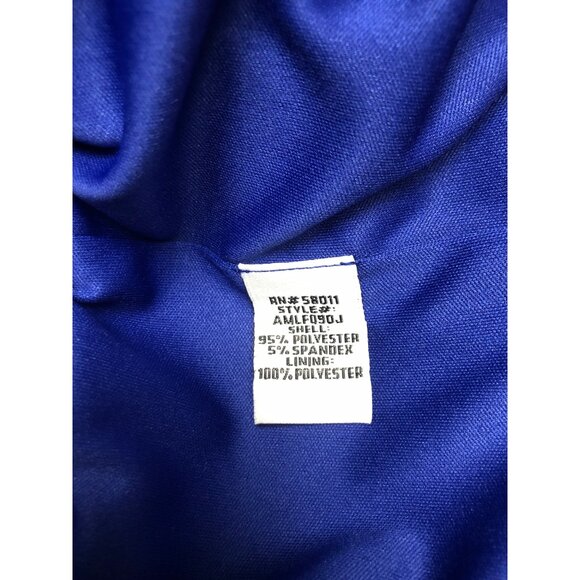 RN# 58011
STYLE#:
AMLF090J
SHELL:
95% POLYESTER
5% SPANDEX
LINING:
100% POLYESTER